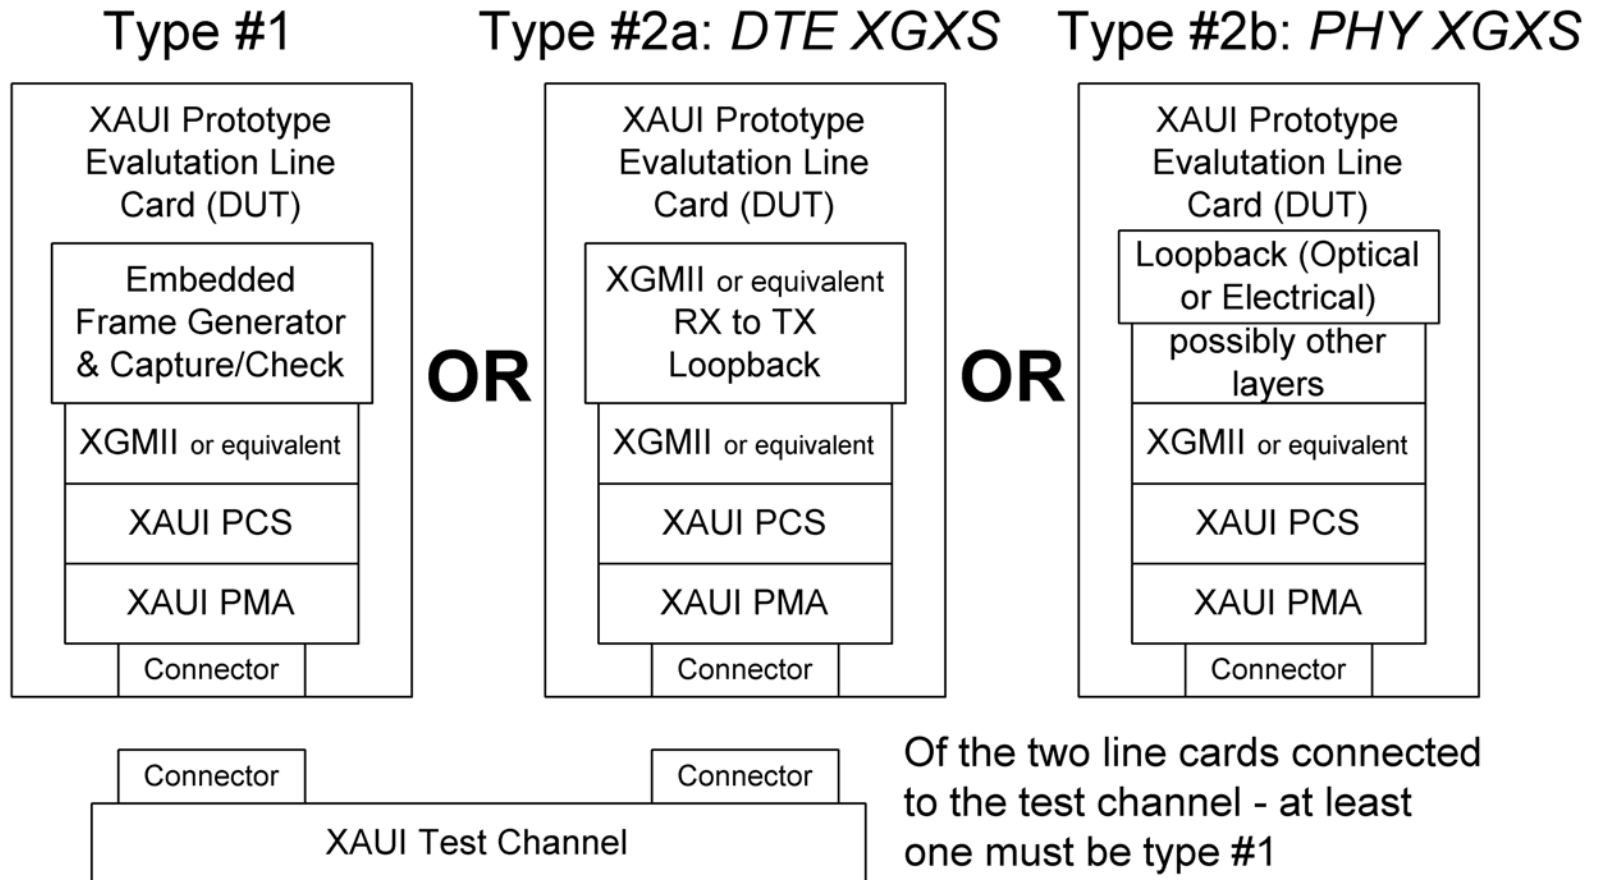 Type #1
XAUI Prototype
Evalutation Line
Card (DUT)
Embedded
Frame Generator
& Capture/Check
XGMII or equivalent
XAUI PCS
XAUI PMA
Connector
OR
Type #2a: DTE XGXS
XAUI Prototype
Evalutation Line
Card (DUT)
XGMII or equivalent
RX to TX
Loopback
XGMII or equivalent
XAUI PCS
XAUI PMA
Connector
OR
Type #2b: PHY XGXS
XAUI Prototype
Evalutation Line
Card (DUT)
Loopback (Optical
or Electrical)
possibly other
layers
XGMII or equivalent
XAUI PCS
XAUI PMA
Connector
Connector
Connector
XAUI Test Channel
Of the two line cards connected
to the test channel - at least
one must be type #1